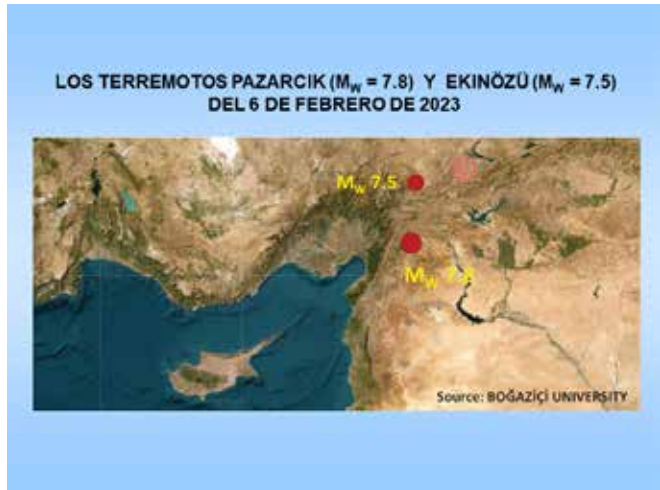 LOS TERREMOTOS PAZARCIK (Mw = 7.8) Y EKINÖZÜ (Mw = 7.5)
DEL 6 DE FEBRERO DE 2023
Mw 7.5
Mw 7.8
Source: BOĞAZİÇİ UNIVERSITY